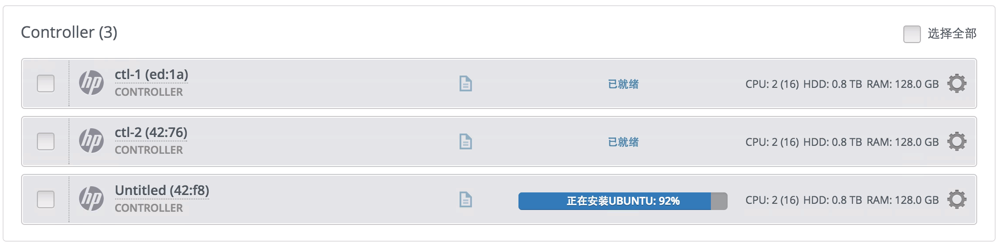 Controller (3)
选择全部
hp
ctl-1 (ed:1a)
CONTROLLER
已就绪
CPU: 2 (16) HDD: 0.8 TB RAM: 128.0 GB
hp
ctl-2 (42:76)
CONTROLLER
已就绪
CPU: 2 (16) HDD: 0.8 TB RAM: 128.0 GB
hp
Untitled (42:f8)
CONTROLLER
正在安装UBUNTU: 92%
CPU: 2 (16) HDD: 0.8 TB RAM: 128.0 GB